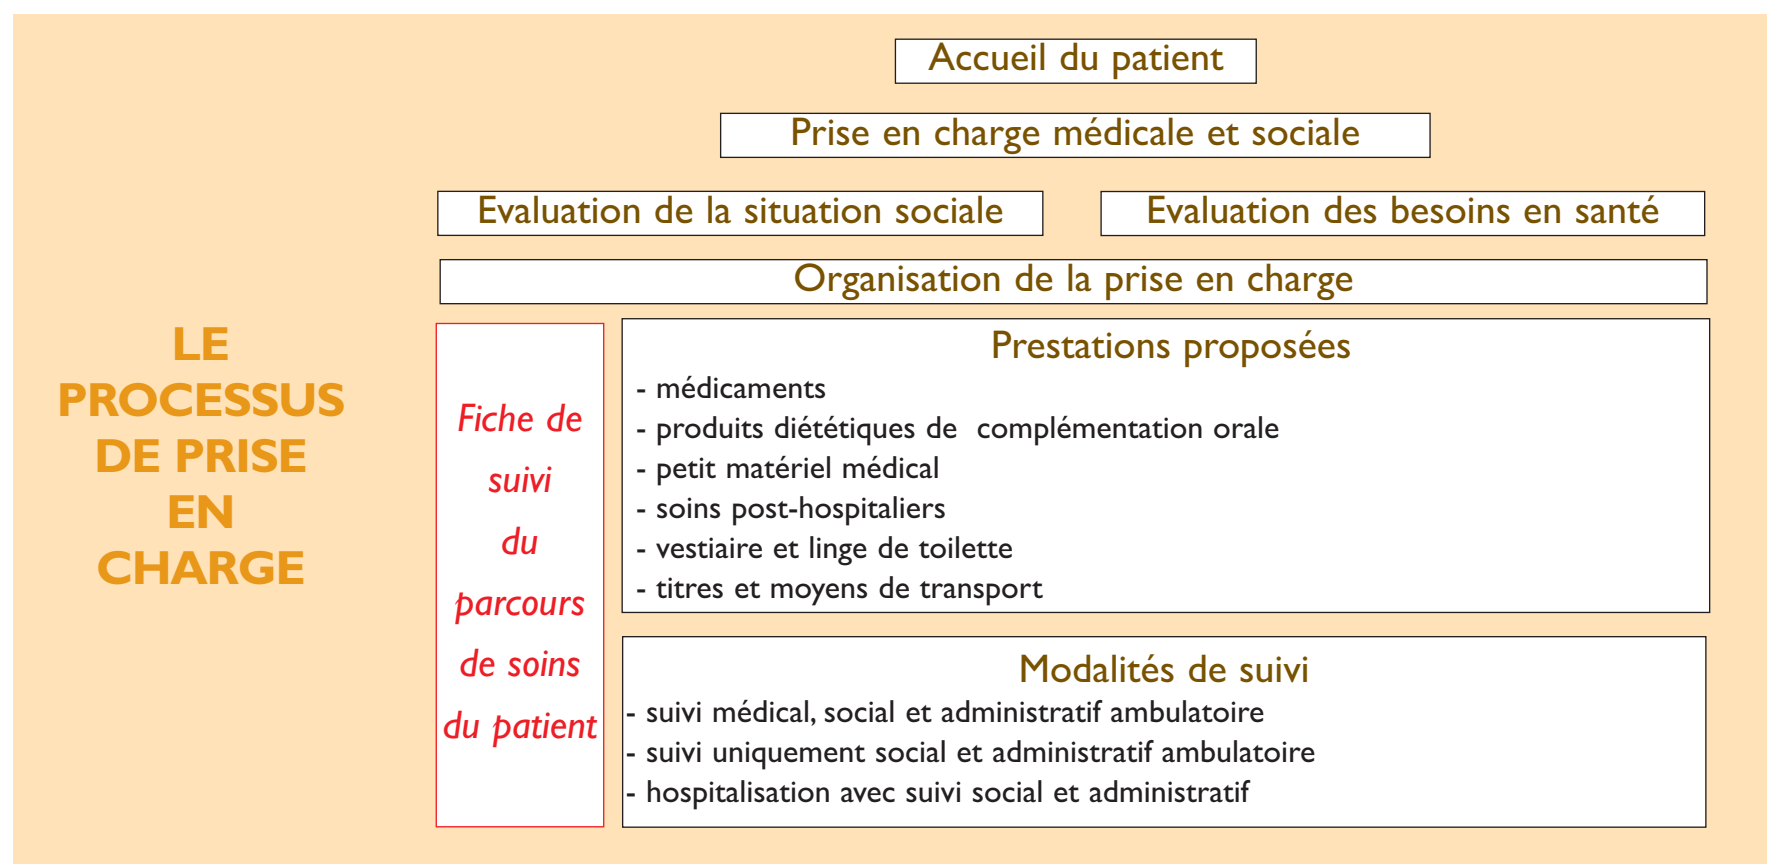 Accueil du patient
Prise en charge médicale et sociale
Evaluation de la situation sociale
Evaluation des besoins en santé
Organisation de la prise en charge
LE
PROCESSUS
DE PRISE
EN
CHARGE
Fiche de
suivi
du
parcours
de soins
du patient
Prestations proposées
- médicaments
- produits diététiques de complémentation orale
- petit matériel médical
- soins post-hospitaliers
- vestiaire et linge de toilette
- titres et moyens de transport
Modalités de suivi
- suivi médical, social et administratif ambulatoire
- suivi uniquement social et administratif ambulatoire
- hospitalisation avec suivi social et administratif